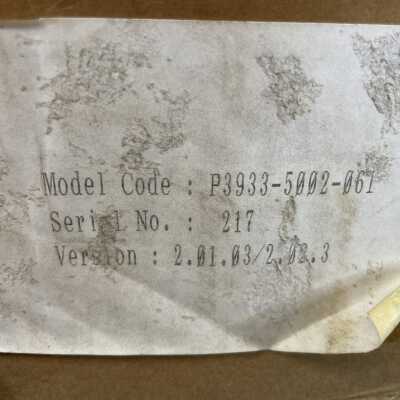 Model Code : P3933-5002-061
Serial No. : 217
Version : 2.01.03/2.02.3